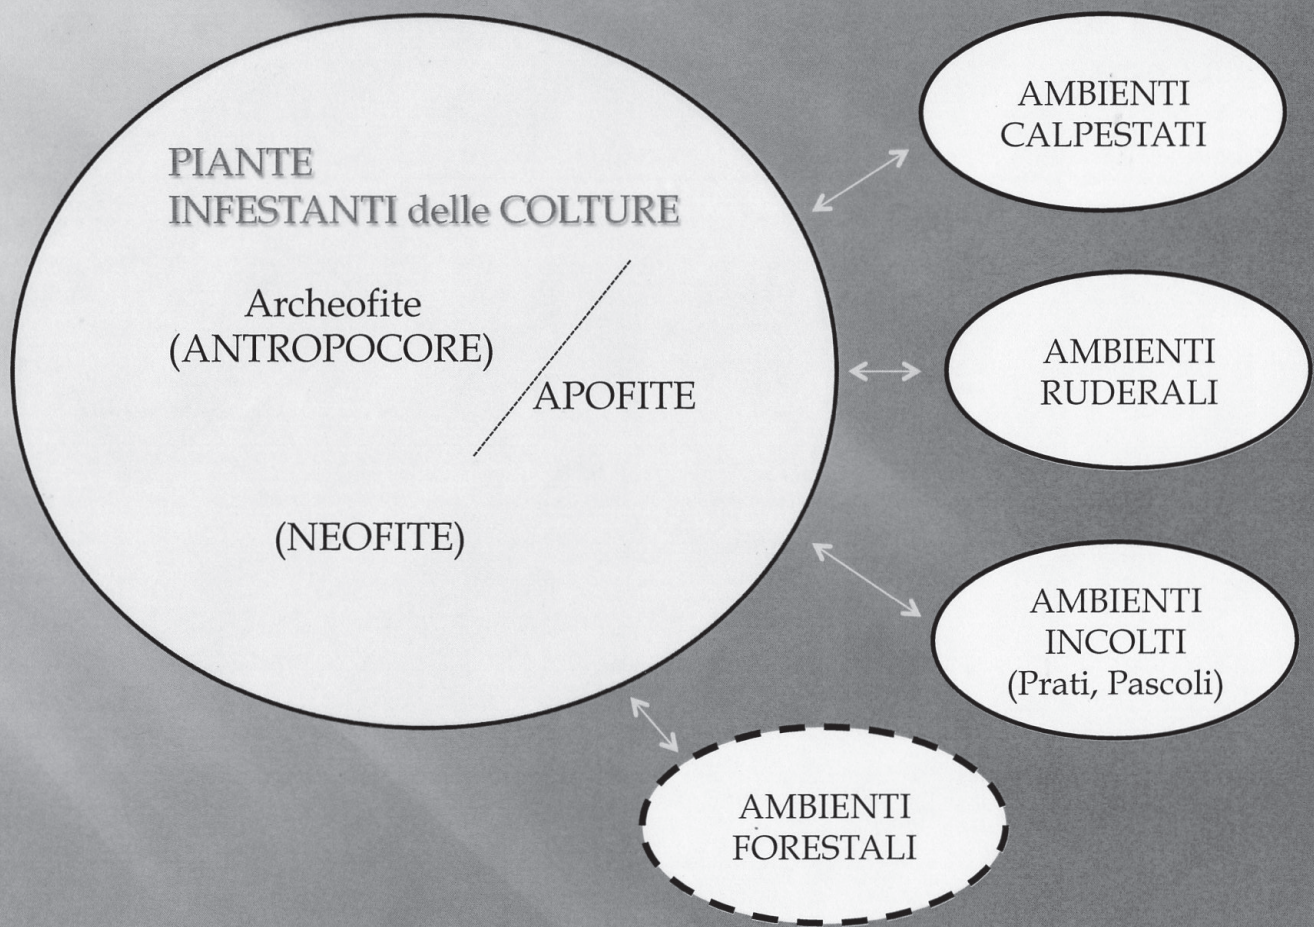 PIANTE
INFESTANTI delle COLTURE
Archeofite
(ANTROPOCORE)
APOFITE
(NEOFITE)
AMBIENTI
CALPESTATI
AMBIENTI
RUDERALI
AMBIENTI
INCOLTI
(Prati, Pascoli)
AMBIENTI
FORESTALI